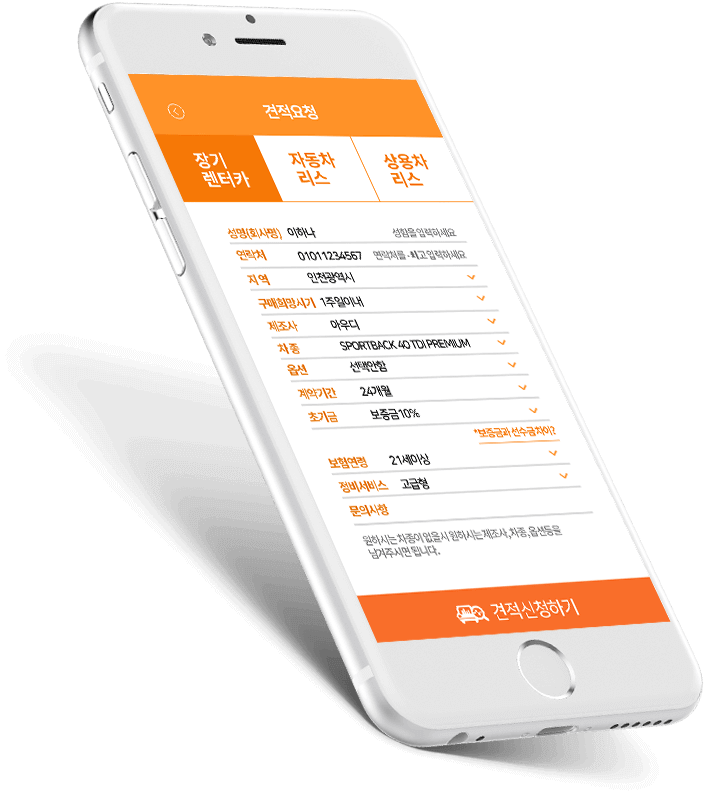 견적요청
장기
렌터카
자동차
리스
상용차
리스
성명(회사명) 이하나 성함을 입력하세요
연락처 01011234567 연락처를 -빼고 입력하세요
지역 인천광역시
구매희망시기 1주일이내
제조사 아우디
차종 SPORTBACK 40 TDI PREMIUM
옵션 선택안함
계약기간 24개월
초기금 보증금10%
*보증금과 선수금차이?
보험연령 21세이상
정비서비스 고급형
문의사항
원하시는 차종이 없을시 원하시는 제조사, 차종, 옵션등을
남겨주시면 됩니다.
견적신청하기